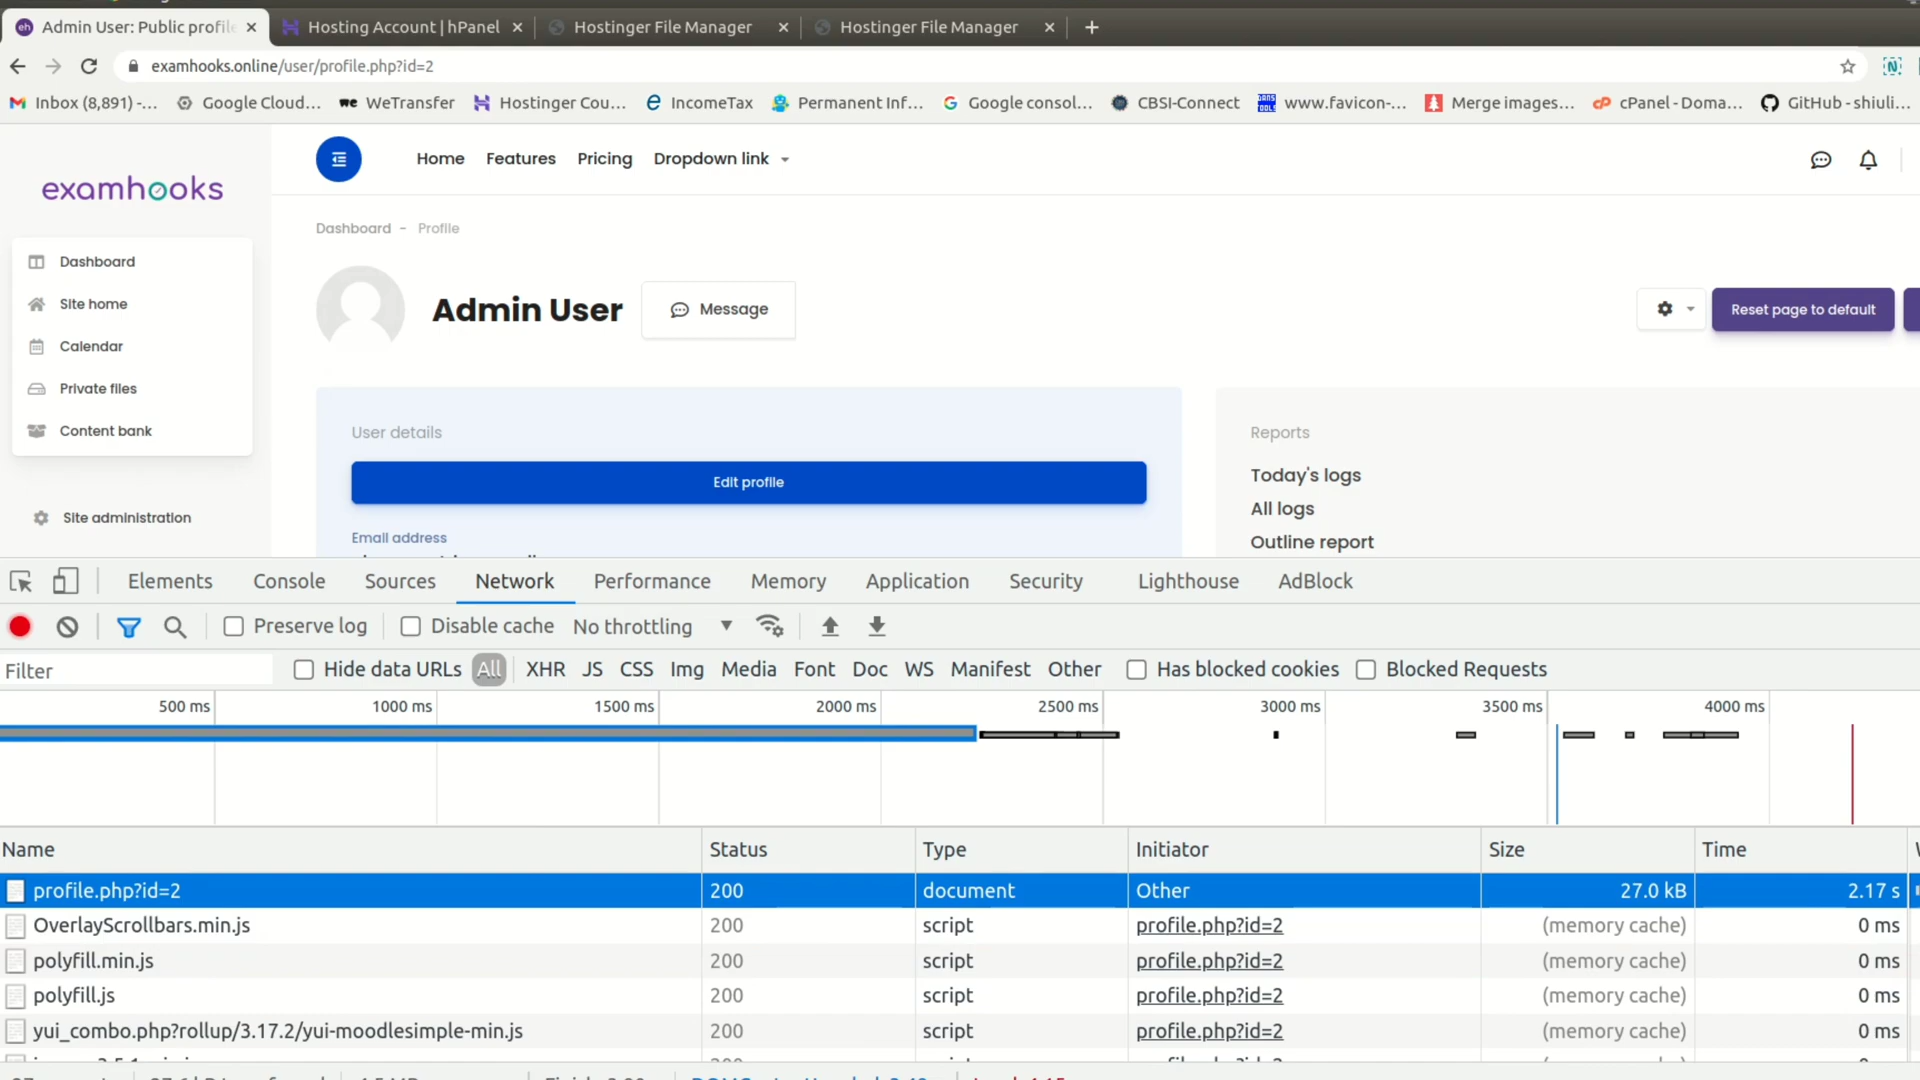 Admin User: Public profile
Hosting Account | hPanel
Hostinger File Manager
Hostinger File Manager
examhooks.online/user/profile.php?id=2
Inbox (8,891) -...
Google Cloud...
WeTransfer
Hostinger Cou...
IncomeTax
Permanent Inf...
Google consol...
CBSI-Connect
www.favicon-...
Merge images...
cPanel - Doma...
GitHub - shiuli...
examhooks
Home Features Pricing Dropdown link
Dashboard - Profile
Dashboard
Site home
Calendar
Private files
Content bank
Site administration
Admin User
Message
Reset page to default
User details
Edit profile
Email address
Reports
Today's logs
All logs
Outline report
Elements Console Sources Network Performance Memory Application Security Lighthouse AdBlock
Preserve log Disable cache No throttling
Filter
Hide data URLs All XHR JS CSS Img Media Font Doc WS Manifest Other Has blocked cookies Blocked Requests
500 ms 1000 ms 1500 ms 2000 ms 2500 ms 3000 ms 3500 ms 4000 ms
Name Status Type Initiator Size Time
profile.php?id=2 200 document Other 27.0 kB 2.17 s
OverlayScrollbars.min.js 200 script profile.php?id=2 (memory cache) 0 ms
polyfill.min.js 200 script profile.php?id=2 (memory cache) 0 ms
polyfill.js 200 script profile.php?id=2 (memory cache) 0 ms
yui_combo.php?rollup/3.17.2/yui-moodlesimple-min.js 200 script profile.php?id=2 (memory cache) 0 ms